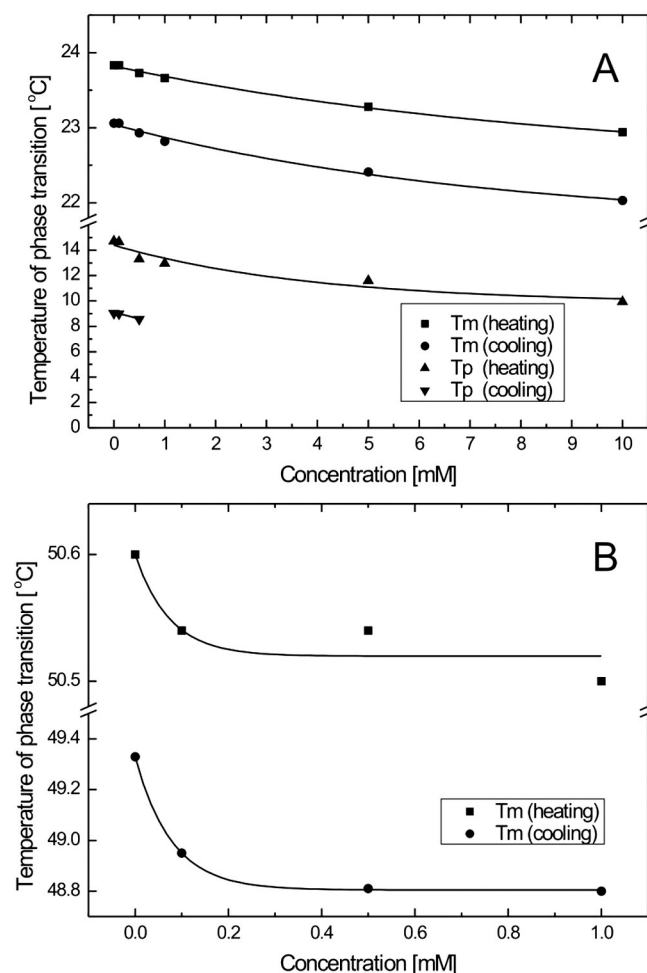 A
Temperature of phase transition [°C]
24
23
22
14
12
10
8
6
4
2
0
Tm (heating)
Tm (cooling)
Tp (heating)
Tp (cooling)
0 1 2 3 4 5 6 7 8 9 10
Concentration [mM]
B
Temperature of phase transition [°C]
50.6
50.5
49.4
49.2
49.0
48.8
Tm (heating)
Tm (cooling)
0.0 0.2 0.4 0.6 0.8 1.0
Concentration [mM]